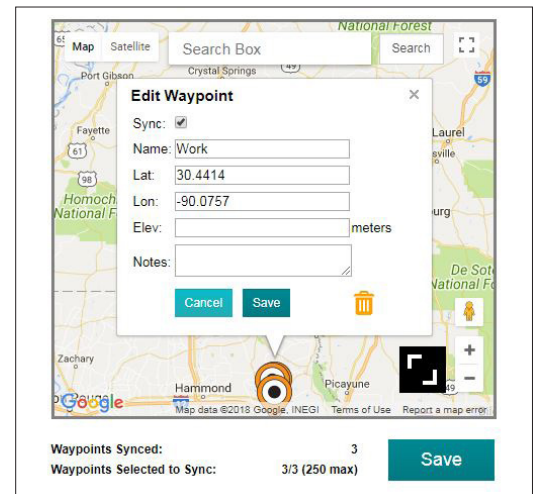 National Forest
Map Satellite Search Box Search
Port Gibson
Crystal Springs
49
59
Edit Waypoint ×
Fayette
Sync:
Laurel
61
Name: Work
98
Lat: 30.4414
Homoch
National F
Lon: -90.0757
Elev: meters
Notes:
De Soto
National Fo
Cancel Save
Zachary
+
Hammond
Picayune
49
−
Google
Map data ©2018 Google, INEGI Terms of Use Report a map error
Waypoints Synced: 3
Waypoints Selected to Sync: 3/3 (250 max)
Save